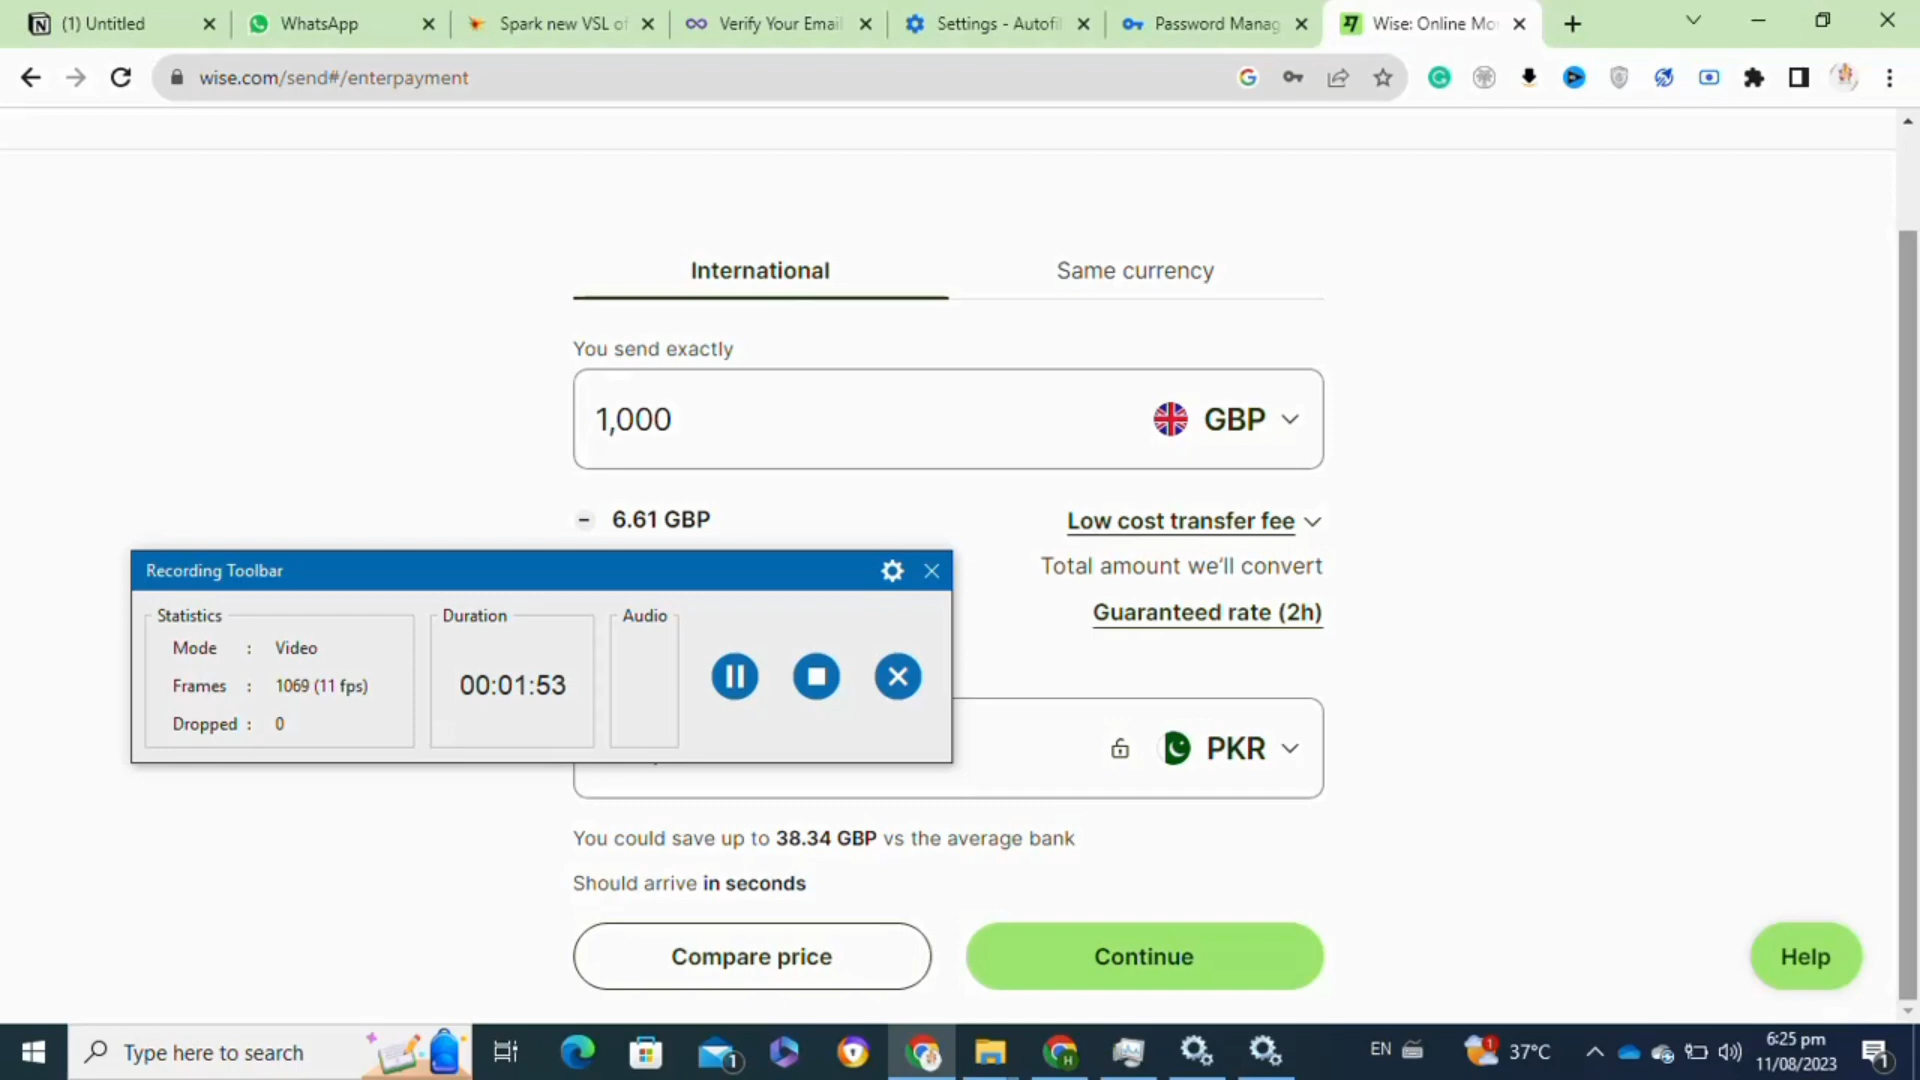 (1) Untitled
WhatsApp
Spark new VSL of
Verify Your Email
Settings - Autofil
Password Manag
Wise: Online Mo
wise.com/send#/enterpayment
International
Same currency
You send exactly
1,000
GBP
6.61 GBP
Low cost transfer fee
Total amount we'll convert
Guaranteed rate (2h)
Recording Toolbar
Statistics
Mode : Video
Frames : 1069 (11 fps)
Dropped : 0
Duration
00:01:53
Audio
PKR
You could save up to 38.34 GBP vs the average bank
Should arrive in seconds
Compare price
Continue
Help
Type here to search
1
H
EN
1
37°C
6:25 pm
11/08/2023
1